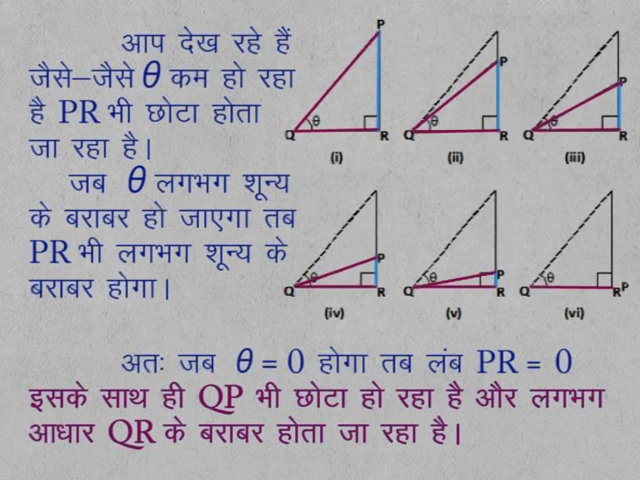 आप देख रहे हैं
जैसे–जैसे θ कम हो रहा
है PR भी छोटा होता
जा रहा है।
जब θ लगभग शून्य
के बराबर हो जाएगा तब
PR भी लगभग शून्य के
बराबर होगा।
P
Q θ R
(i)
P
Q θ R
(ii)
P
Q θ R
(iii)
P
Q θ R
(iv)
P
Q θ R
(v)
Q θ R P
(vi)
अतः जब θ = 0 होगा तब लंब PR = 0
इसके साथ ही QP भी छोटा हो रहा है और लगभग
आधार QR के बराबर होता जा रहा है।